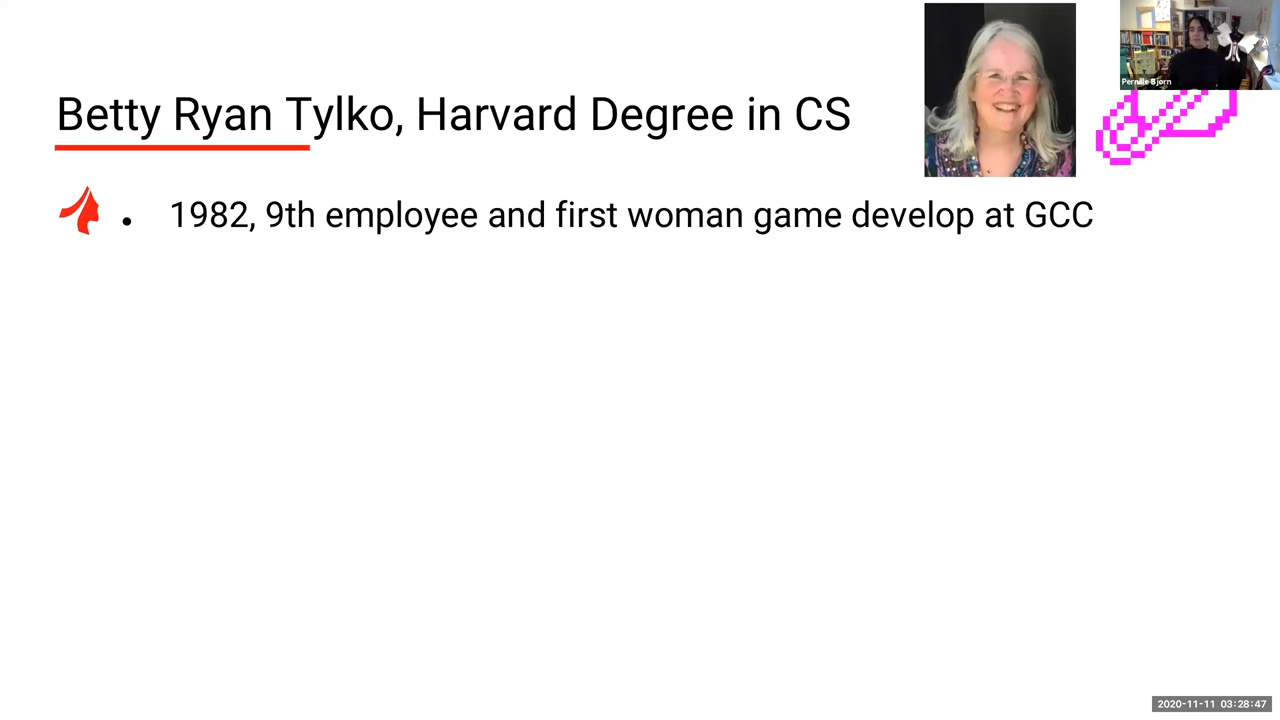 Pernille Bjørn
Betty Ryan Tylko, Harvard Degree in CS
• 1982, 9th employee and first woman game develop at GCC
2020-11-11 03:28:47